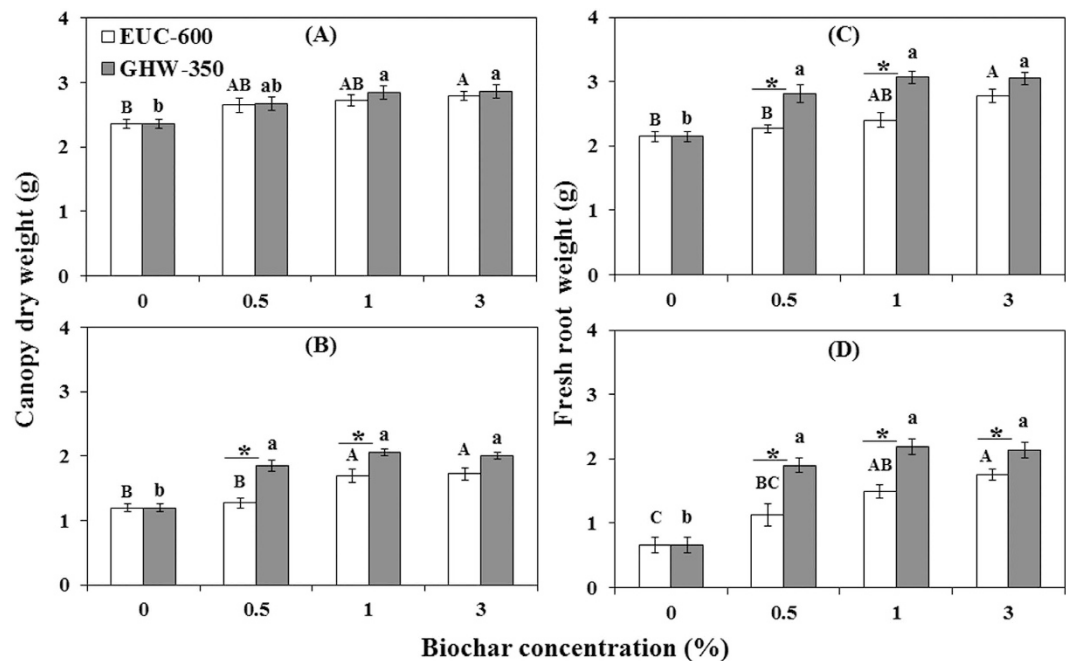 Canopy dry weight (g)
(A)
EUC-600
GHW-350
4
3
2
1
0
B b AB ab AB a A a
0 0.5 1 3
(C)
Fresh root weight (g)
4
3
2
1
0
B b * B a * AB a A a
0 0.5 1 3
(B)
4
3
2
1
0
B b * B a * A a A a
0 0.5 1 3
(D)
4
3
2
1
0
C b * BC a * AB a * A a
0 0.5 1 3
Biochar concentration (%)